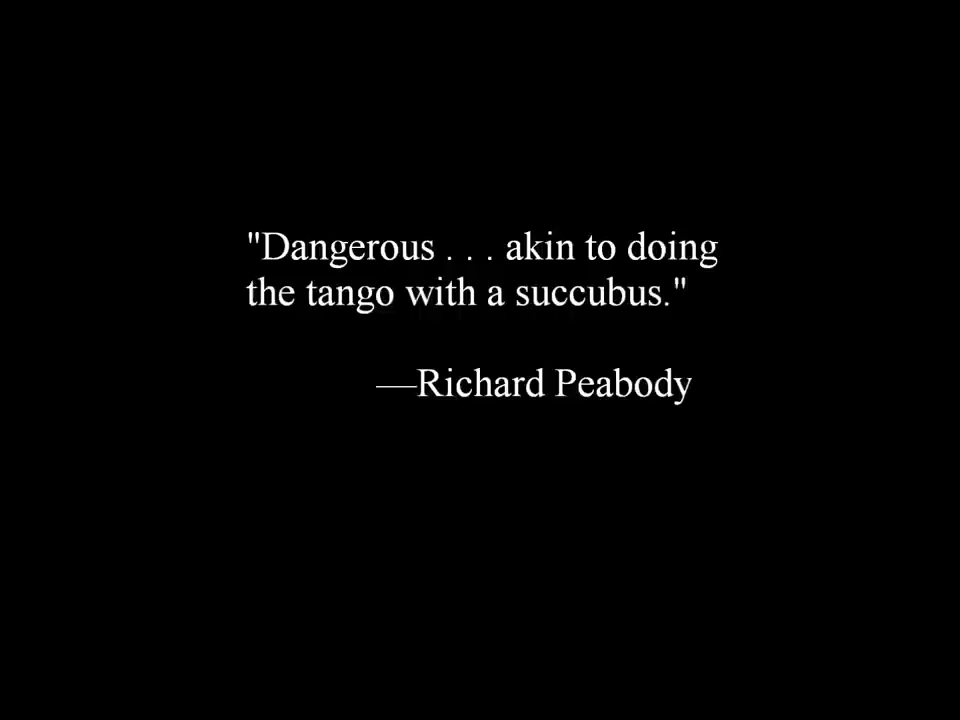 "Dangerous . . . akin to doing
the tango with a succubus."
—Richard Peabody